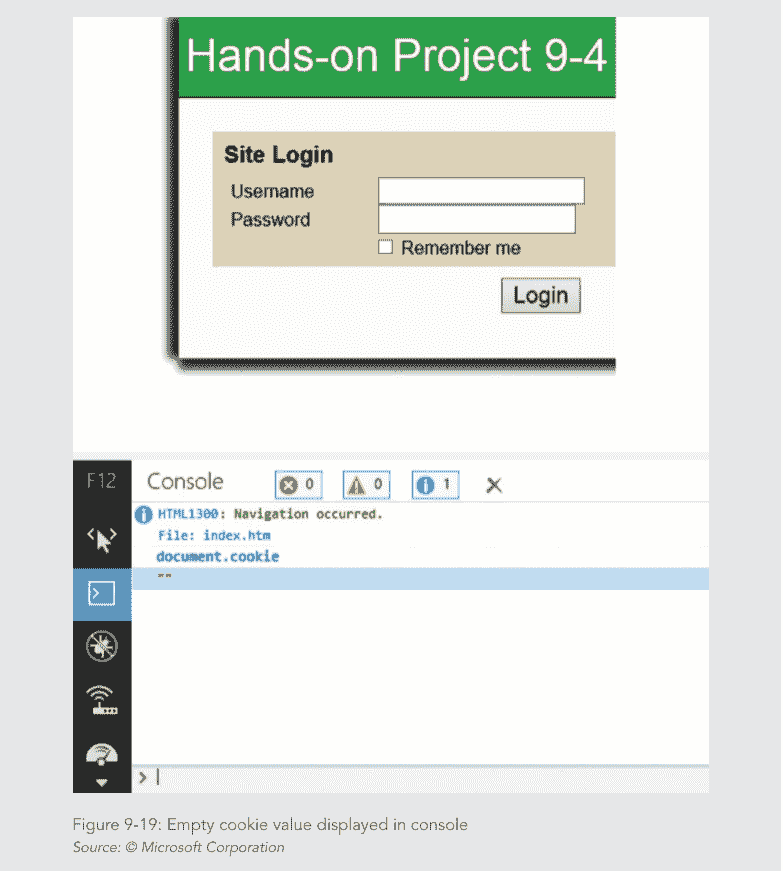 Hands-on Project 9-4
Site Login
Username
Password
Remember me
Login
F12 Console 0 0 1
HTML1300: Navigation occurred.
File: index.htm
document.cookie
""
>
Figure 9-19: Empty cookie value displayed in console
Source: © Microsoft Corporation